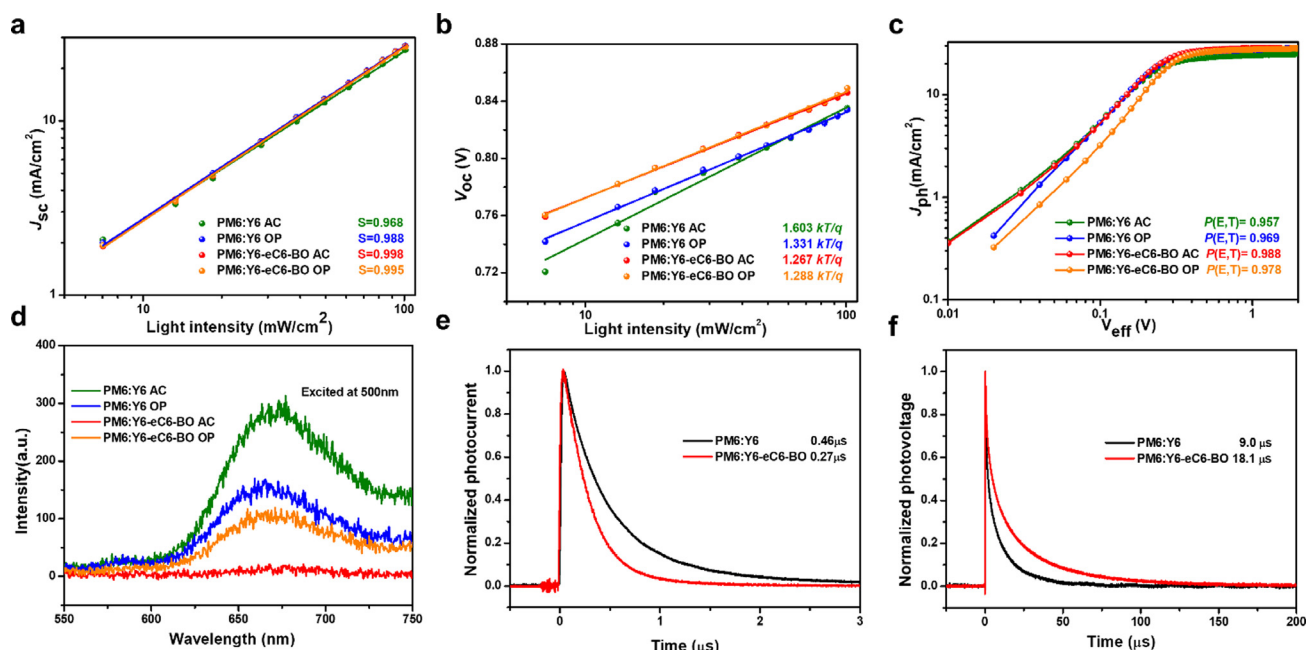 a
J_sc (mA/cm²)
10
1
PM6:Y6 AC S=0.968
PM6:Y6 OP S=0.988
PM6:Y6-eC6-BO AC S=0.998
PM6:Y6-eC6-BO OP S=0.995
10 100
Light intensity (mW/cm²)
b
V_oc (V)
0.88
0.84
0.80
0.76
0.72
PM6:Y6 AC 1.603 kT/q
PM6:Y6 OP 1.331 kT/q
PM6:Y6-eC6-BO AC 1.267 kT/q
PM6:Y6-eC6-BO OP 1.288 kT/q
10 100
Light intensity (mW/cm²)
c
J_ph(mA/cm²)
10
1
0.1
PM6:Y6 AC P(E,T)= 0.957
PM6:Y6 OP P(E,T)= 0.969
PM6:Y6-eC6-BO AC P(E,T)= 0.988
PM6:Y6-eC6-BO OP P(E,T)= 0.978
0.01 0.1 1
V_eff (V)
d
Intensity(a.u.)
400
300
200
100
0
PM6:Y6 AC
PM6:Y6 OP
PM6:Y6-eC6-BO AC
PM6:Y6-eC6-BO OP
Excited at 500nm
550 600 650 700 750
Wavelength (nm)
e
Normalized photocurrent
1.0
0.8
0.6
0.4
0.2
0.0
PM6:Y6 0.46μs
PM6:Y6-eC6-BO 0.27μs
0 1 2 3
Time (μs)
f
Normalized photovoltage
1.0
0.8
0.6
0.4
0.2
0.0
PM6:Y6 9.0 μs
PM6:Y6-eC6-BO 18.1 μs
0 50 100 150 200
Time (μs)